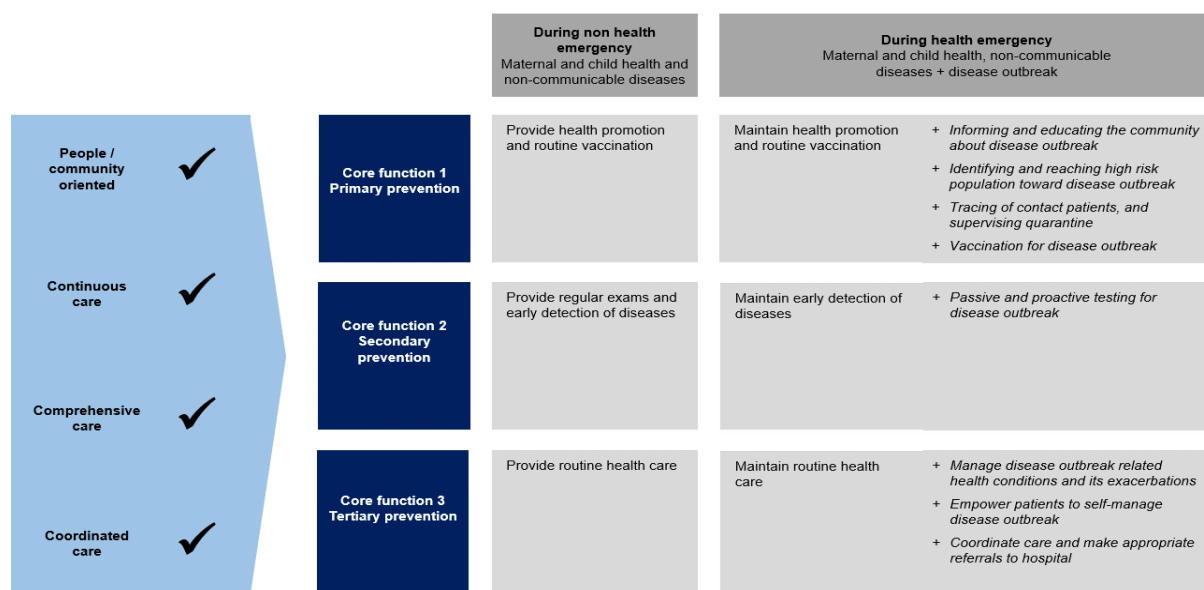 During non health
emergency
Maternal and child health and
non-communicable diseases
During health emergency
Maternal and child health, non-communicable
diseases + disease outbreak
People /
community
oriented
Continuous
care
Comprehensive
care
Coordinated
care
Core function 1
Primary prevention
Provide health promotion
and routine vaccination
Maintain health promotion
and routine vaccination
+ Informing and educating the community
about disease outbreak
+ Identifying and reaching high risk
population toward disease outbreak
+ Tracing of contact patients, and
supervising quarantine
+ Vaccination for disease outbreak
Core function 2
Secondary
prevention
Provide regular exams and
early detection of diseases
Maintain early detection of
diseases
+ Passive and proactive testing for
disease outbreak
Core function 3
Tertiary prevention
Provide routine health care
Maintain routine health
care
+ Manage disease outbreak related
health conditions and its exacerbations
+ Empower patients to self-manage
disease outbreak
+ Coordinate care and make appropriate
referrals to hospital